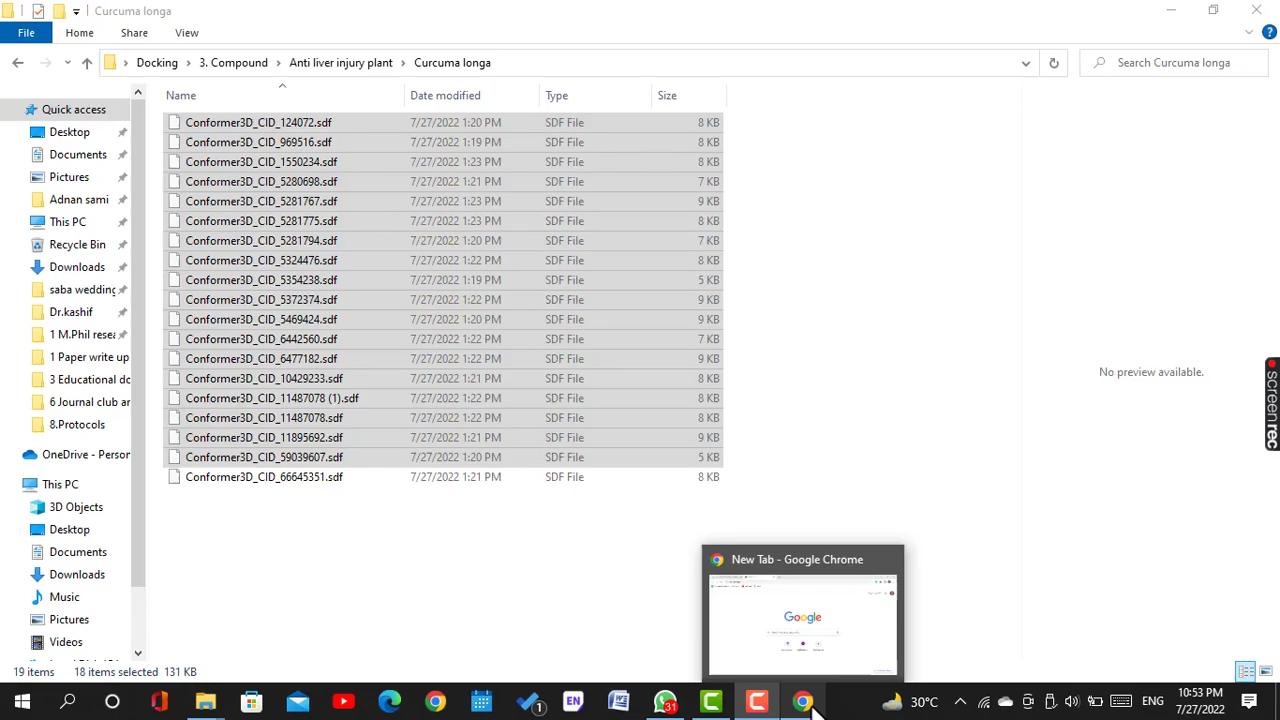 Curcuma longa
File Home Share View
Docking 3. Compound Anti liver injury plant Curcuma longa
Search Curcuma longa
Name Date modified Type Size
Quick access
Desktop
Documents
Pictures
Adnan sami
This PC
Recycle Bin
Downloads
saba wedding
Dr.kashif
1 M.Phil resea
1 Paper write up
3 Educational do
6 Journal club ar
8.Protocols
OneDrive - Person
This PC
3D Objects
Desktop
Documents
Downloads
Music
Pictures
Videos
Conformer3D_CID_124072.sdf 7/27/2022 1:20 PM SDF File 8 KB
Conformer3D_CID_969516.sdf 7/27/2022 1:19 PM SDF File 8 KB
Conformer3D_CID_1550234.sdf 7/27/2022 1:23 PM SDF File 8 KB
Conformer3D_CID_5280698.sdf 7/27/2022 1:21 PM SDF File 7 KB
Conformer3D_CID_5281767.sdf 7/27/2022 1:23 PM SDF File 9 KB
Conformer3D_CID_5281775.sdf 7/27/2022 1:23 PM SDF File 8 KB
Conformer3D_CID_5281794.sdf 7/27/2022 1:20 PM SDF File 7 KB
Conformer3D_CID_5324476.sdf 7/27/2022 1:22 PM SDF File 8 KB
Conformer3D_CID_5354238.sdf 7/27/2022 1:19 PM SDF File 5 KB
Conformer3D_CID_5372374.sdf 7/27/2022 1:22 PM SDF File 9 KB
Conformer3D_CID_5469424.sdf 7/27/2022 1:20 PM SDF File 9 KB
Conformer3D_CID_6442560.sdf 7/27/2022 1:22 PM SDF File 7 KB
Conformer3D_CID_6477182.sdf 7/27/2022 1:22 PM SDF File 9 KB
Conformer3D_CID_10429233.sdf 7/27/2022 1:21 PM SDF File 8 KB
Conformer3D_CID_11487078 (1).sdf 7/27/2022 1:21 PM SDF File 8 KB
Conformer3D_CID_11487078.sdf 7/27/2022 1:21 PM SDF File 8 KB
Conformer3D_CID_11895692.sdf 7/27/2022 1:21 PM SDF File 9 KB
Conformer3D_CID_59039607.sdf 7/27/2022 1:20 PM SDF File 5 KB
Conformer3D_CID_66645351.sdf 7/27/2022 1:21 PM SDF File 8 KB
No preview available.
screenrec
New Tab - Google Chrome
Google
19 items 18 items selected 131 KB
1
EN
31
30°C
ENG
10:53 PM
7/27/2022